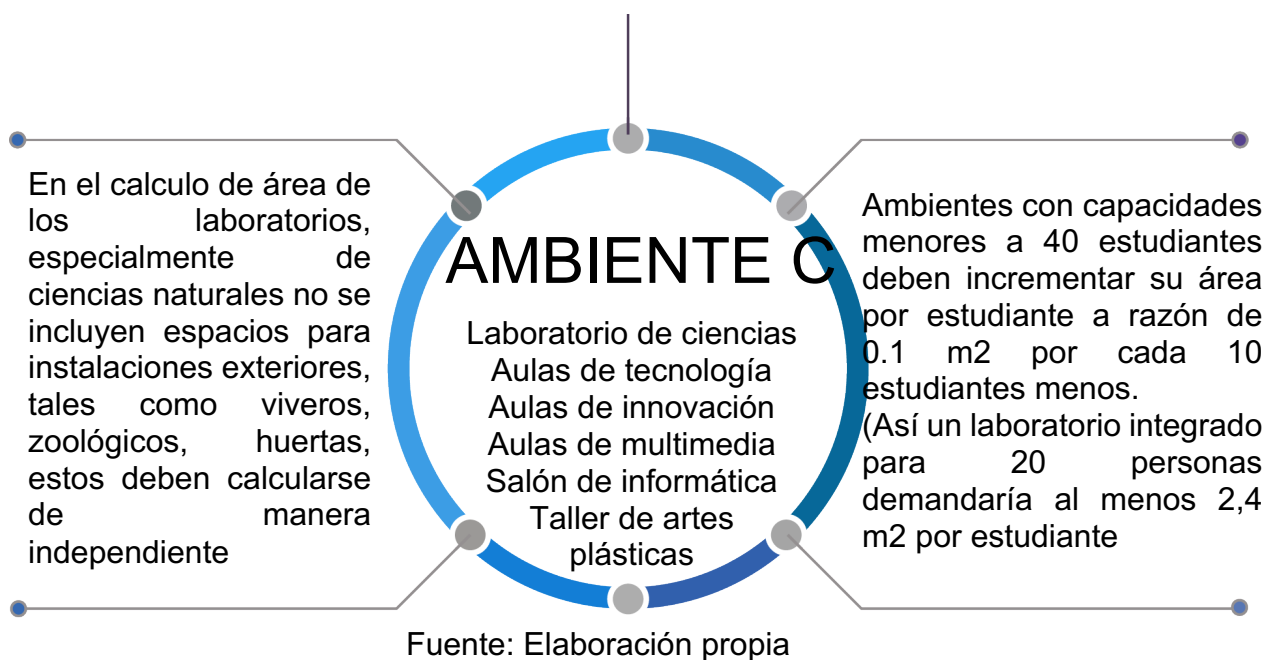 En el calculo de área de
los laboratorios,
especialmente de
ciencias naturales no se
incluyen espacios para
instalaciones exteriores,
tales como viveros,
zoológicos, huertas,
estos deben calcularse
de manera
independiente
AMBIENTE C
Laboratorio de ciencias
Aulas de tecnología
Aulas de innovación
Aulas de multimedia
Salón de informática
Taller de artes
plásticas
Ambientes con capacidades
menores a 40 estudiantes
deben incrementar su área
por estudiante a razón de
0.1 m2 por cada 10
estudiantes menos.
(Así un laboratorio integrado
para 20 personas
demandaría al menos 2,4
m2 por estudiante
Fuente: Elaboración propia